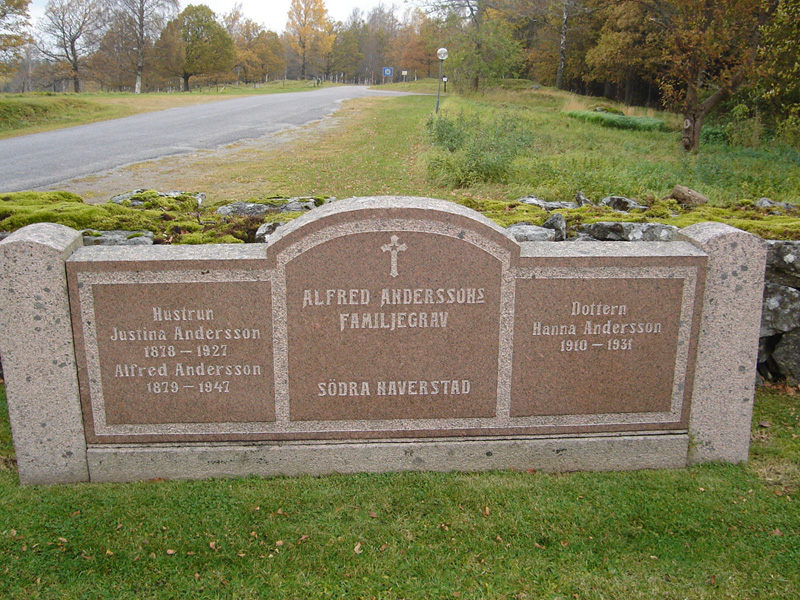 Hustrun
Justina Andersson
1878 – 1927
Alfred Andersson
1879 – 1947
ALFRED ANDERSSONS
FAMILJEGRAV
SÖDRA HAVERSTAD
Dottern
Hanna Andersson
1910 – 1931